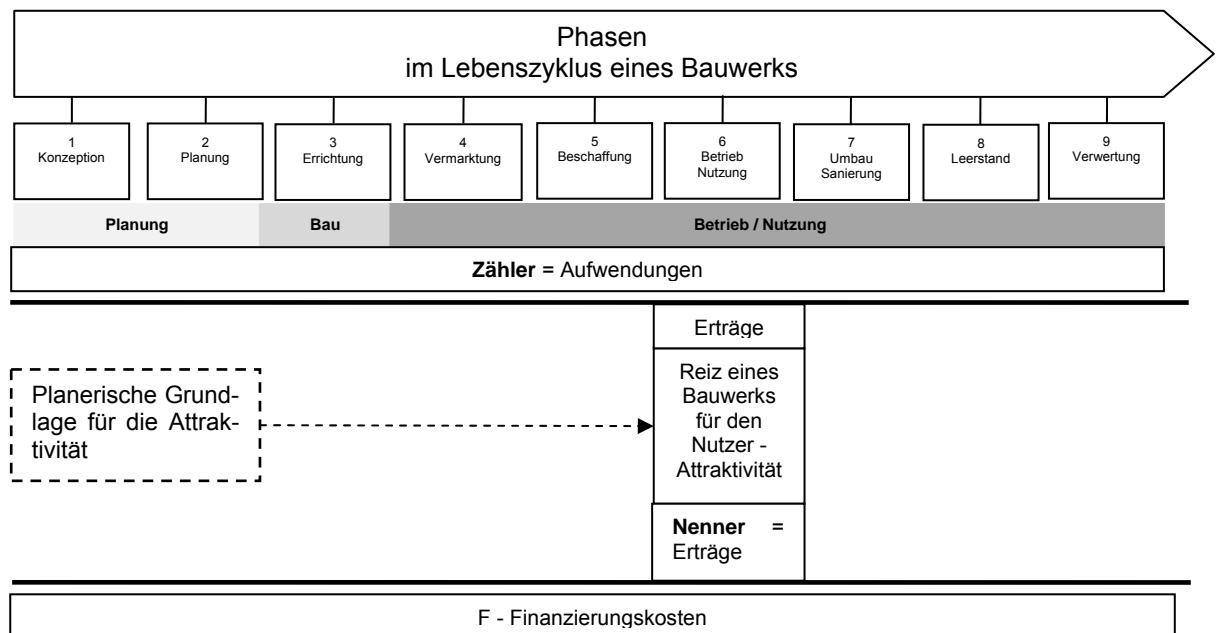 Phasen
im Lebenszyklus eines Bauwerks
1
Konzeption
2
Planung
3
Errichtung
4
Vermarktung
5
Beschaffung
6
Betrieb
Nutzung
7
Umbau
Sanierung
8
Leerstand
9
Verwertung
Planung
Bau
Betrieb / Nutzung
Zähler = Aufwendungen
Erträge
Planerische Grund-
lage für die Attrak-
tivität
Reiz eines
Bauwerks
für den
Nutzer -
Attraktivität
Nenner =
Erträge
F - Finanzierungskosten